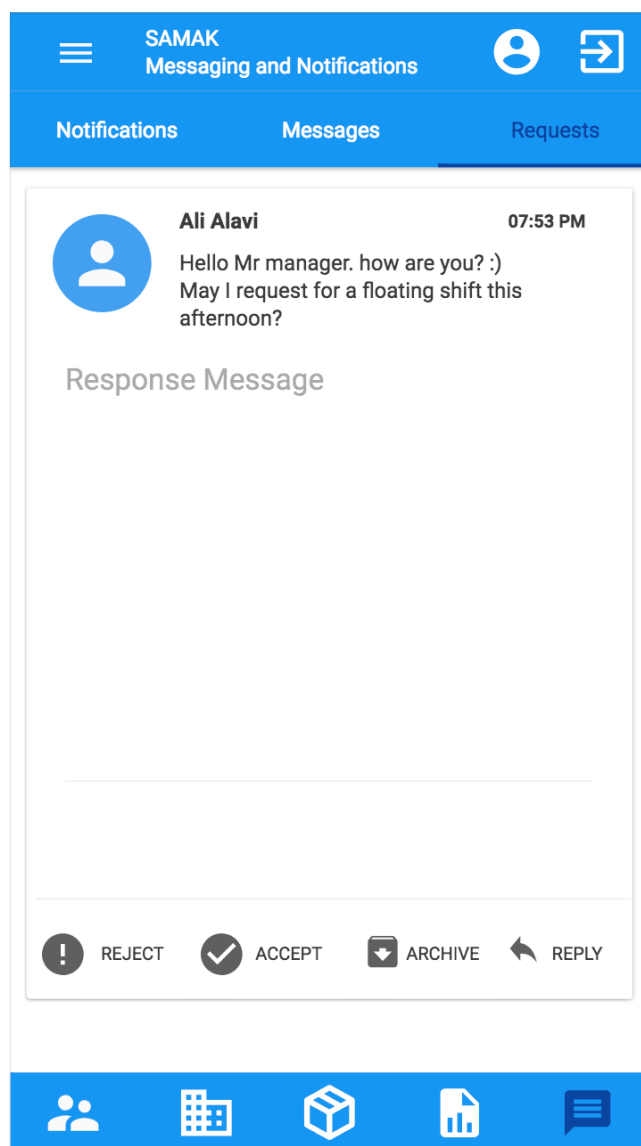 SAMAK
Messaging and Notifications
Notifications
Messages
Requests
Ali Alavi
07:53 PM
Hello Mr manager. how are you? :)
May I request for a floating shift this
afternoon?
Response Message
REJECT
ACCEPT
ARCHIVE
REPLY